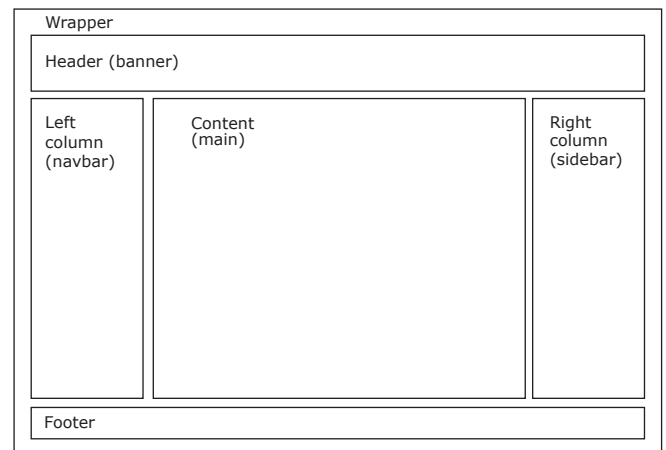 Wrapper
Header (banner)
Left
column
(navbar)
Content
(main)
Right
column
(sidebar)
Footer